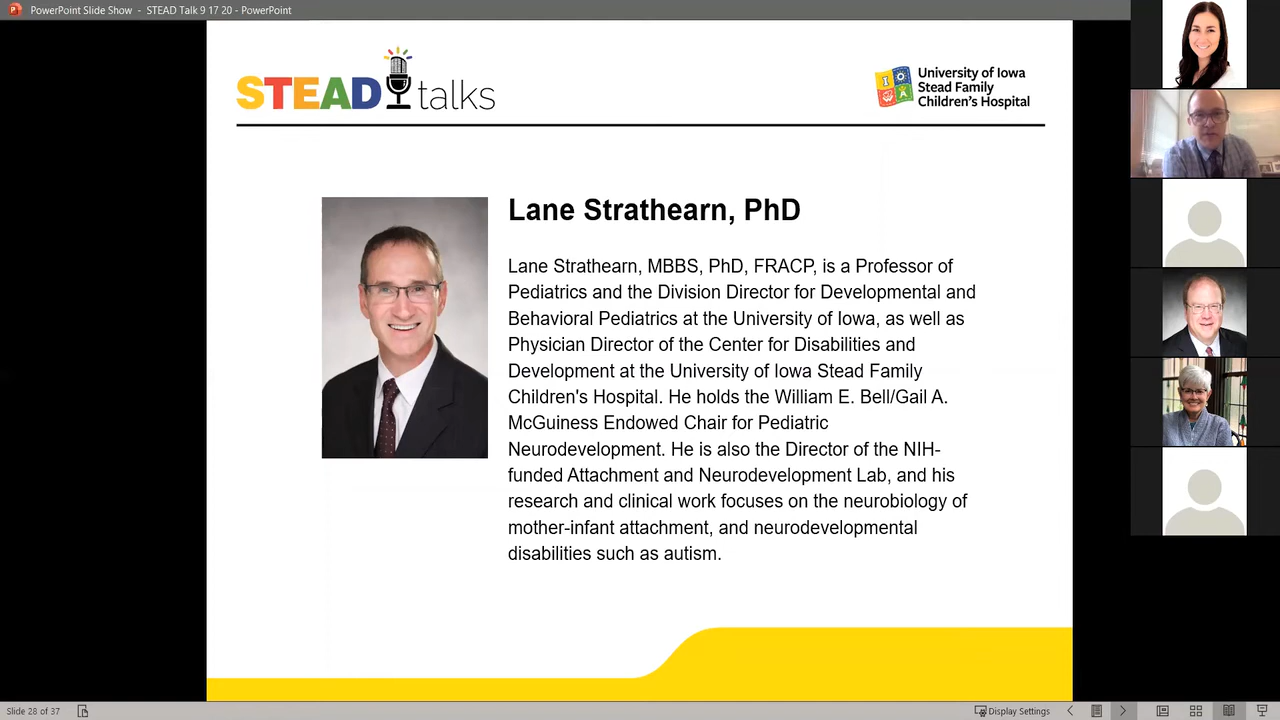 PowerPoint Slide Show - STEAD Talk 9 17 20 - PowerPoint
STEAD talks
University of Iowa
Stead Family
Children's Hospital
Lane Strathearn, PhD
Lane Strathearn, MBBS, PhD, FRACP, is a Professor of
Pediatrics and the Division Director for Developmental and
Behavioral Pediatrics at the University of Iowa, as well as
Physician Director of the Center for Disabilities and
Development at the University of Iowa Stead Family
Children's Hospital. He holds the William E. Bell/Gail A.
McGuiness Endowed Chair for Pediatric
Neurodevelopment. He is also the Director of the NIH-
funded Attachment and Neurodevelopment Lab, and his
research and clinical work focuses on the neurobiology of
mother-infant attachment, and neurodevelopmental
disabilities such as autism.
Slide 28 of 37
Display Settings